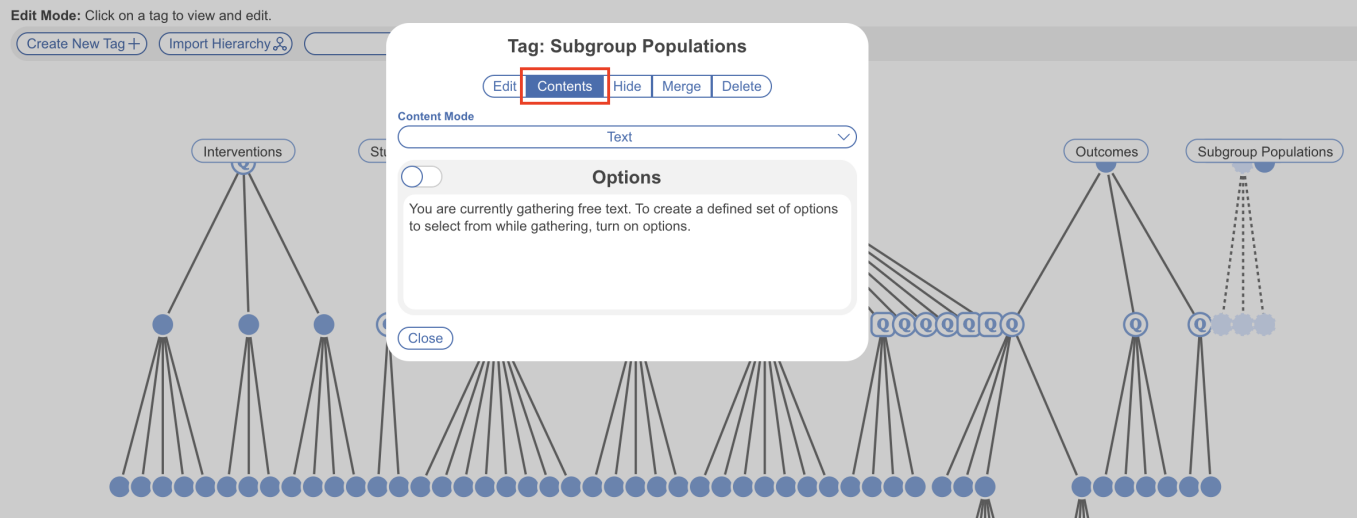 Edit Mode: Click on a tag to view and edit.
Create New Tag+
Import Hierarchy
Tag: Subgroup Populations
Edit Contents Hide Merge Delete
Content Mode
Text
Options
You are currently gathering free text. To create a defined set of options
to select from while gathering, turn on options.
Close
Interventions
Stu
Outcomes
Subgroup Populations
Q
Q Q Q Q Q Q Q Q Q